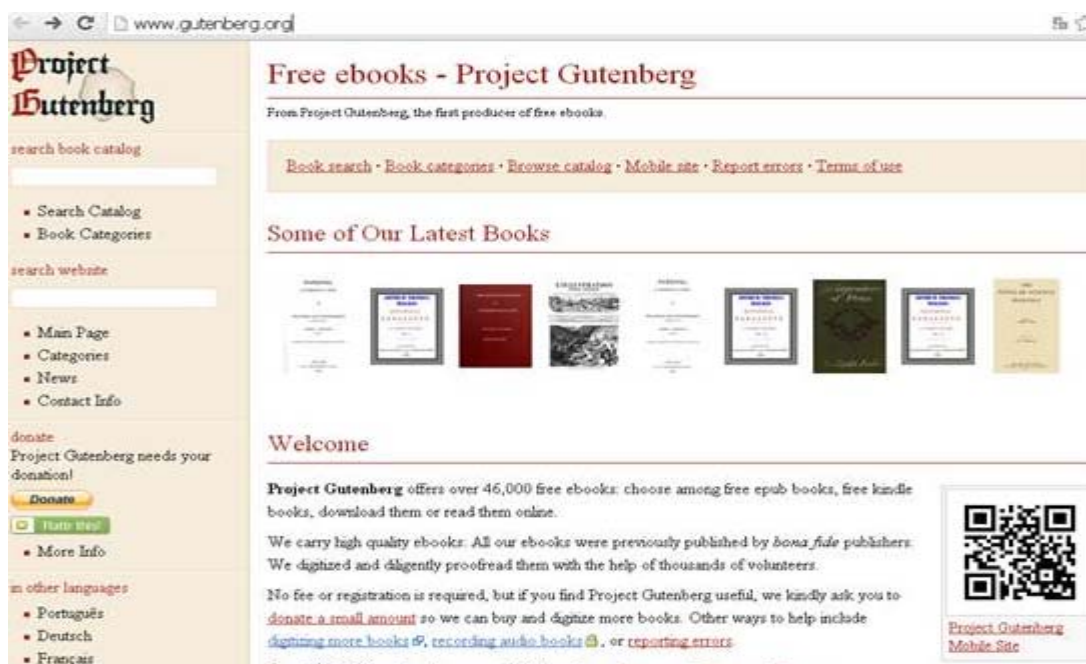 www.gutenberg.org
Project
Gutenberg
search book catalog
Search Catalog
Book Categories
search website
Main Page
Categories
News
Contact Info
donate
Project Gutenberg needs your
donation!
Donate
Flattr this!
More Info
in other languages
Português
Deutsch
Français
Free ebooks - Project Gutenberg
From Project Gutenberg, the first producer of free ebooks.
Book search · Book categories · Browse catalog · Mobile site · Report errors · Terms of use
Some of Our Latest Books
L'ILLUSTRATION
Welcome
Project Gutenberg offers over 46,000 free ebooks: choose among free epub books, free kindle
books, download them or read them online.
We carry high quality ebooks: All our ebooks were previously published by bona fide publishers.
We digitized and diligently proofread them with the help of thousands of volunteers.
No fee or registration is required, but if you find Project Gutenberg useful, we kindly ask you to
donate a small amount so we can buy and digitize more books. Other ways to help include
digitizing more books, recording audio books, or reporting errors.
Project Gutenberg
Mobile Site